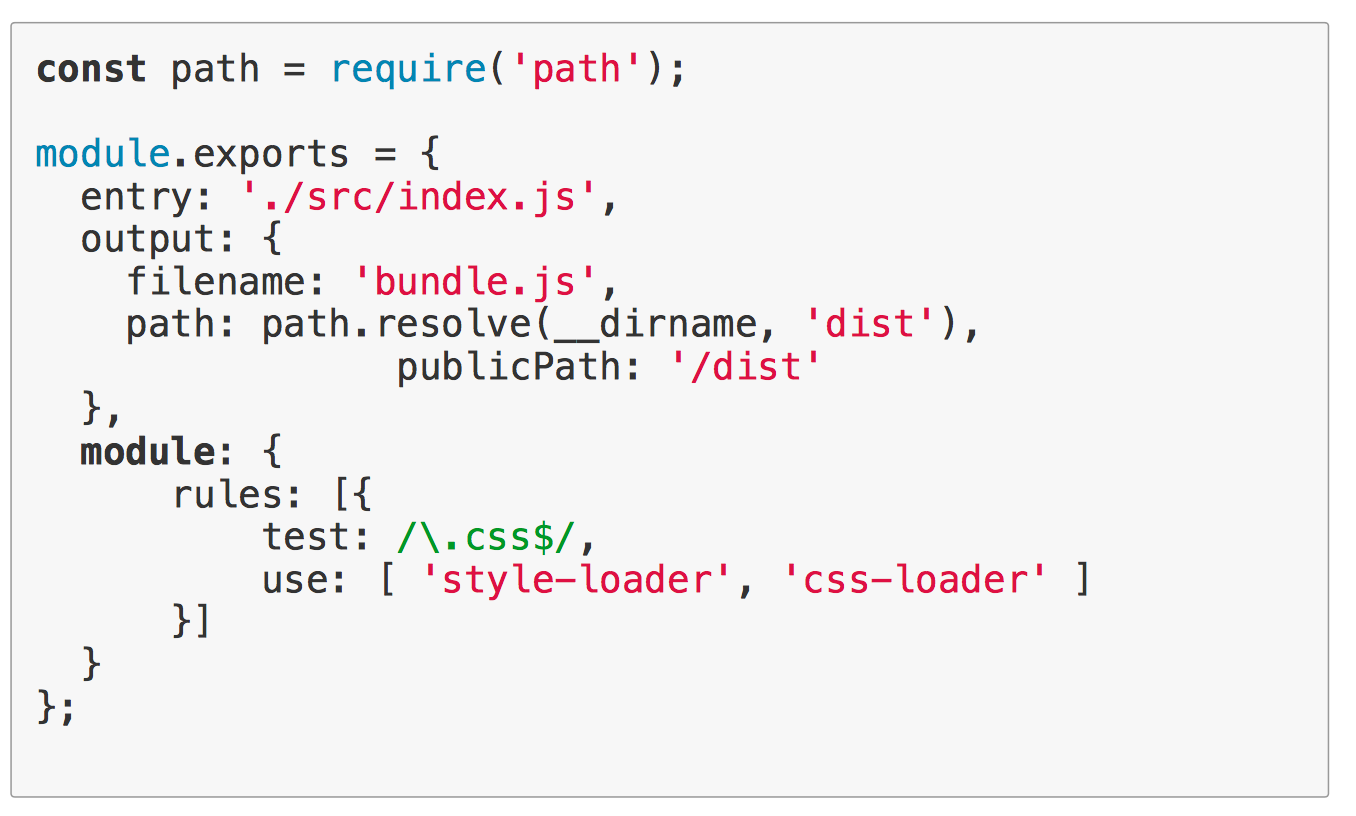 const path = require('path');

module.exports = {
  entry: './src/index.js',
  output: {
    filename: 'bundle.js',
    path: path.resolve(__dirname, 'dist'),
                publicPath: '/dist'
  },
  module: {
      rules: [{
          test: /\.css$/,
          use: [ 'style-loader', 'css-loader' ]
      }]
  }
};